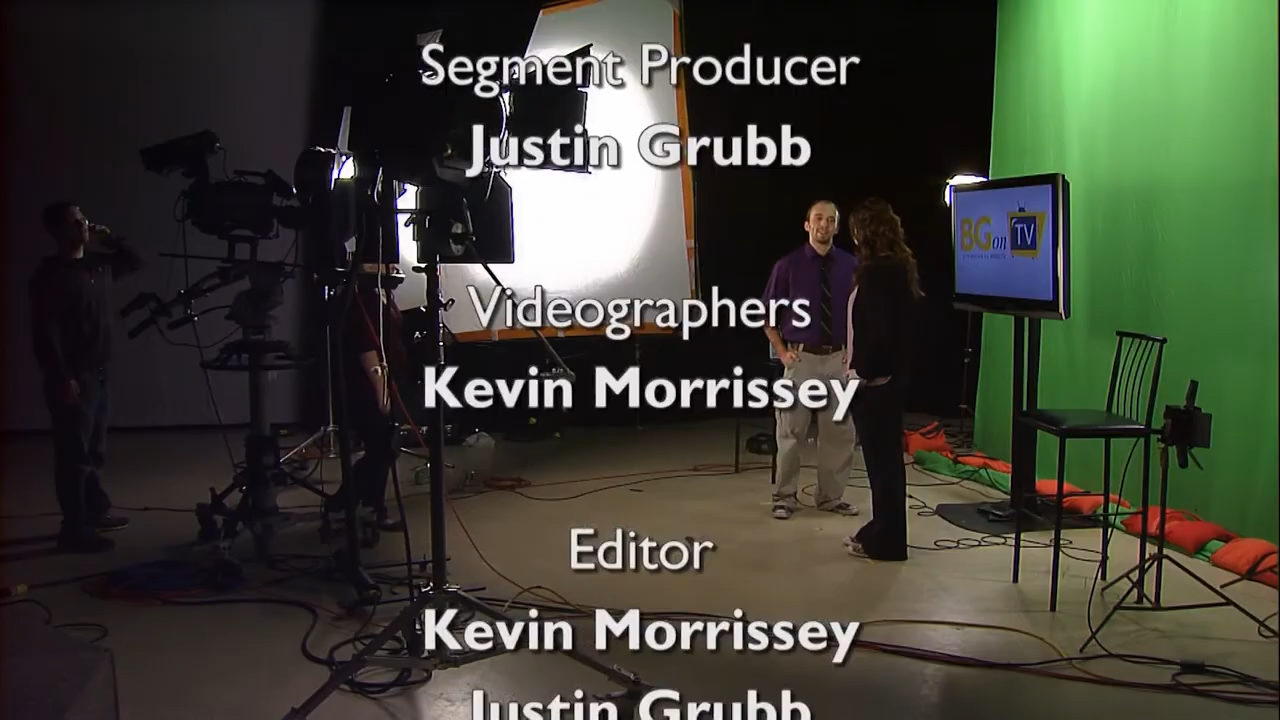 Segment Producer
Justin Grubb
BG on TV
Videographers
Kevin Morrissey
Editor
Kevin Morrissey
Justin Grubb